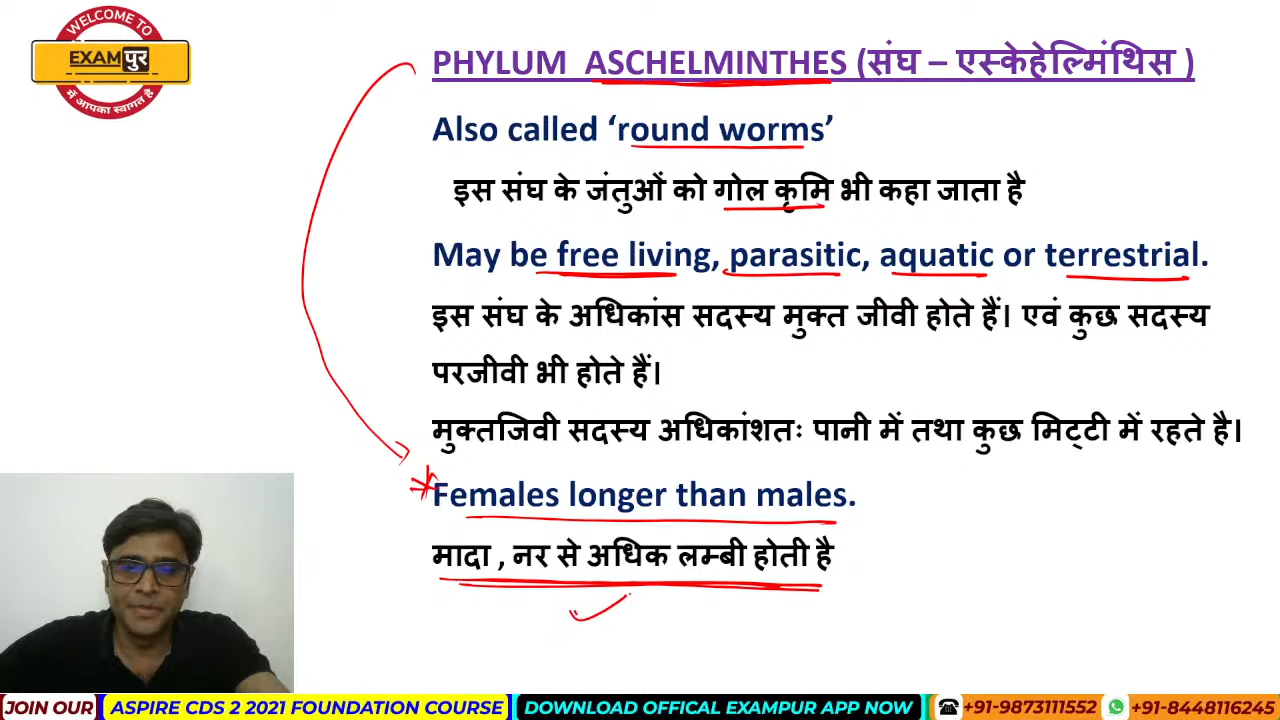 WELCOME TO
EXAMपुर
में आपका स्वागत है
PHYLUM ASCHELMINTHES (संघ – एस्केहेल्मिंथिस )
Also called ‘round worms’
इस संघ के जंतुओं को गोल कृमि भी कहा जाता है
May be free living, parasitic, aquatic or terrestrial.
इस संघ के अधिकांस सदस्य मुक्त जीवी होते हैं। एवं कुछ सदस्य
परजीवी भी होते हैं।
मुक्तजिवी सदस्य अधिकांशतः पानी में तथा कुछ मिट्टी में रहते है।
Females longer than males.
मादा , नर से अधिक लम्बी होती है
JOIN OUR ASPIRE CDS 2 2021 FOUNDATION COURSE DOWNLOAD OFFICAL EXAMPUR APP NOW +91-9873111552 +91-8448116245